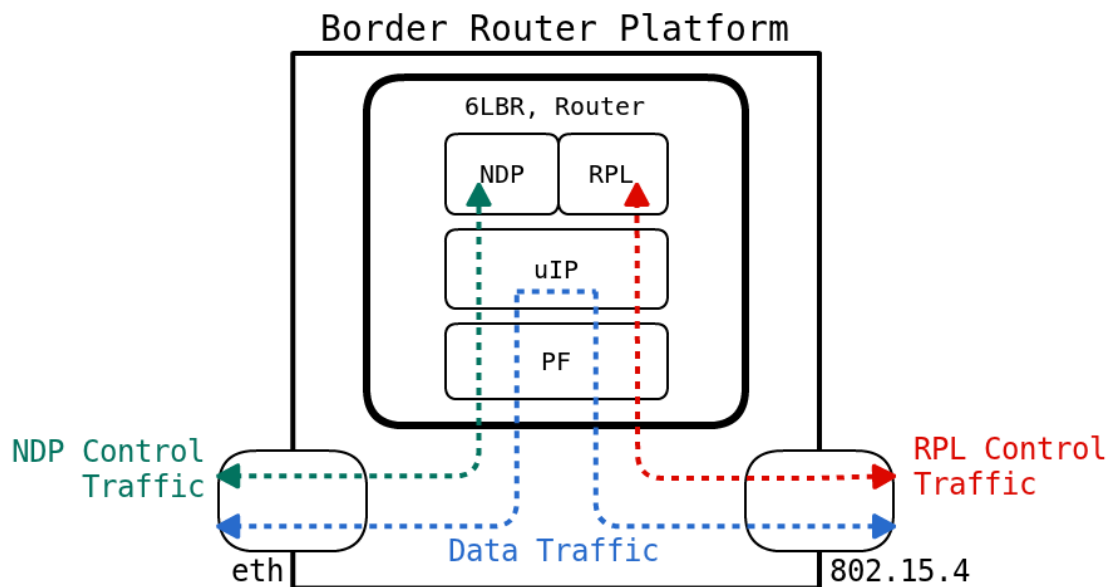 Border Router Platform
6LBR, Router
NDP
RPL
uIP
PF
NDP Control
Traffic
RPL Control
Traffic
Data Traffic
eth
802.15.4